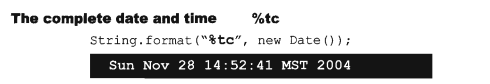 The complete date and time %tc
String.format("%tc", new Date());
Sun Nov 28 14:52:41 MST 2004